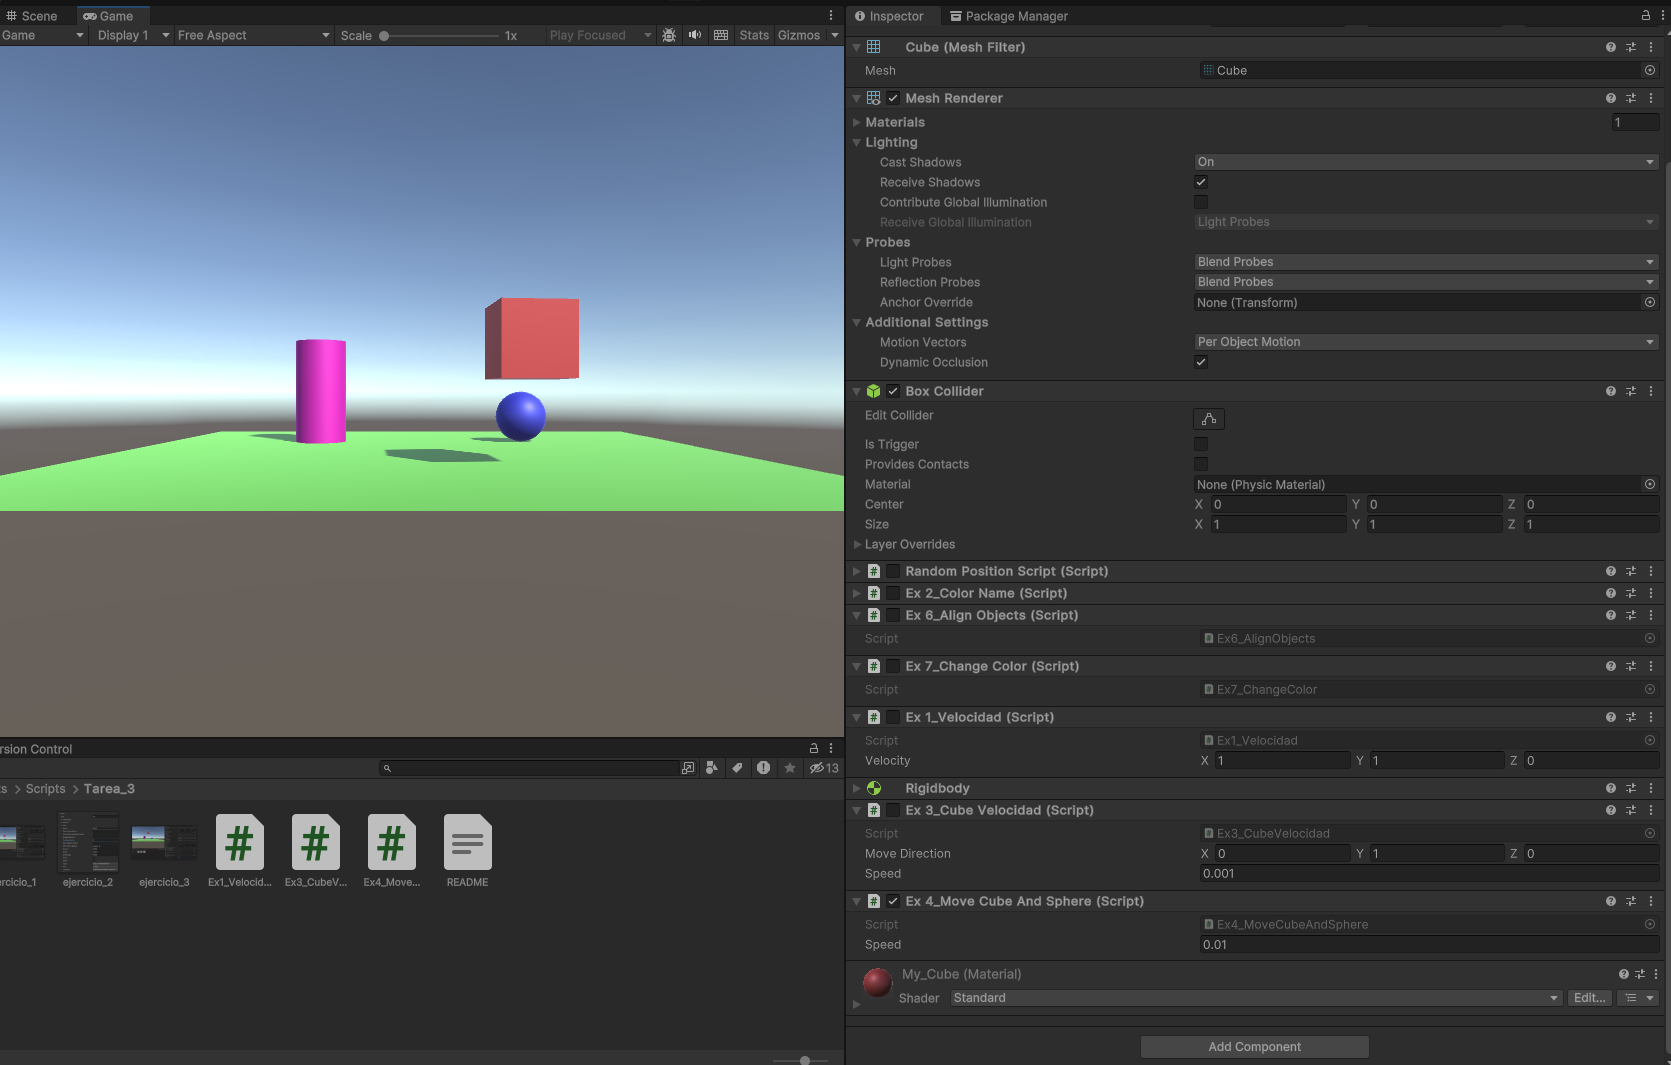 Scene
Game
Game
Display 1
Free Aspect
Scale
1x
Play Focused
Stats
Gizmos
rsion Control
13
s > Scripts > Tarea_3
ercicio_1
ejercicio_2
ejercicio_3
Ex1_Velocid...
Ex3_CubeV...
Ex4_Move...
README
Inspector
Package Manager
Cube (Mesh Filter)
Mesh
Cube
Mesh Renderer
Materials
1
Lighting
Cast Shadows
On
Receive Shadows
Contribute Global Illumination
Receive Global Illumination
Light Probes
Probes
Light Probes
Blend Probes
Reflection Probes
Blend Probes
Anchor Override
None (Transform)
Additional Settings
Motion Vectors
Per Object Motion
Dynamic Occlusion
Box Collider
Edit Collider
Is Trigger
Provides Contacts
Material
None (Physic Material)
Center
X 0 Y 0 Z 0
Size
X 1 Y 1 Z 1
Layer Overrides
# Random Position Script (Script)
# Ex 2_Color Name (Script)
# Ex 6_Align Objects (Script)
Script
Ex6_AlignObjects
# Ex 7_Change Color (Script)
Script
Ex7_ChangeColor
# Ex 1_Velocidad (Script)
Script
Ex1_Velocidad
Velocity
X 1 Y 1 Z 0
Rigidbody
# Ex 3_Cube Velocidad (Script)
Script
Ex3_CubeVelocidad
Move Direction
X 0 Y 1 Z 0
Speed
0.001
# Ex 4_Move Cube And Sphere (Script)
Script
Ex4_MoveCubeAndSphere
Speed
0.01
My_Cube (Material)
Shader
Standard
Edit...
Add Component